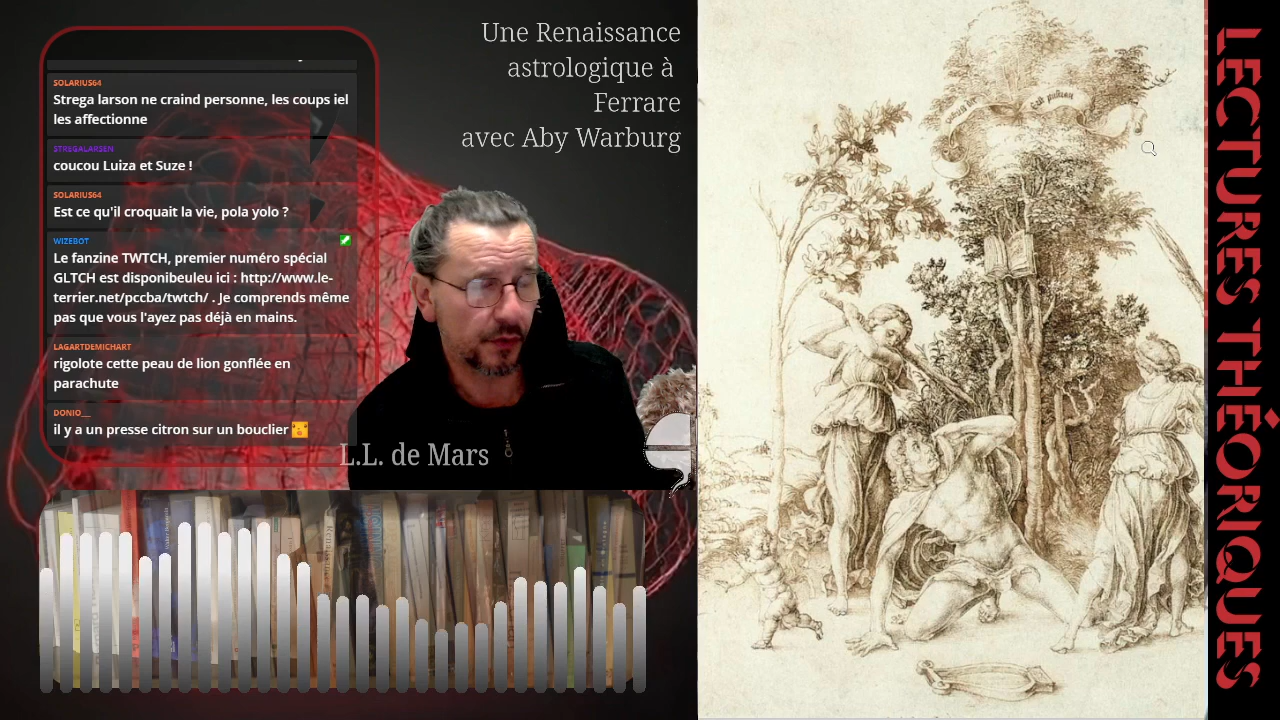 SOLARIUS64
Strega larson ne craind personne, les coups iel
les affectionne
STREGALARSEN
coucou Luiza et Suze !
SOLARIUS64
Est ce qu'il croquait la vie, pola yolo ?
WIZEBOT
Le fanzine TWTCH, premier numéro spécial
GLTCH est disponibeuleu ici : http://www.le-
terrier.net/pccba/twtch/ . Je comprends même
pas que vous l'ayez pas déjà en mains.
LAGARTDEMICHART
rigolote cette peau de lion gonflée en
parachute
DONIO__
il y a un presse citron sur un bouclier
Une Renaissance
astrologique à
Ferrare
avec Aby Warburg
L.L. de Mars
LECTURES THÉORIQUES